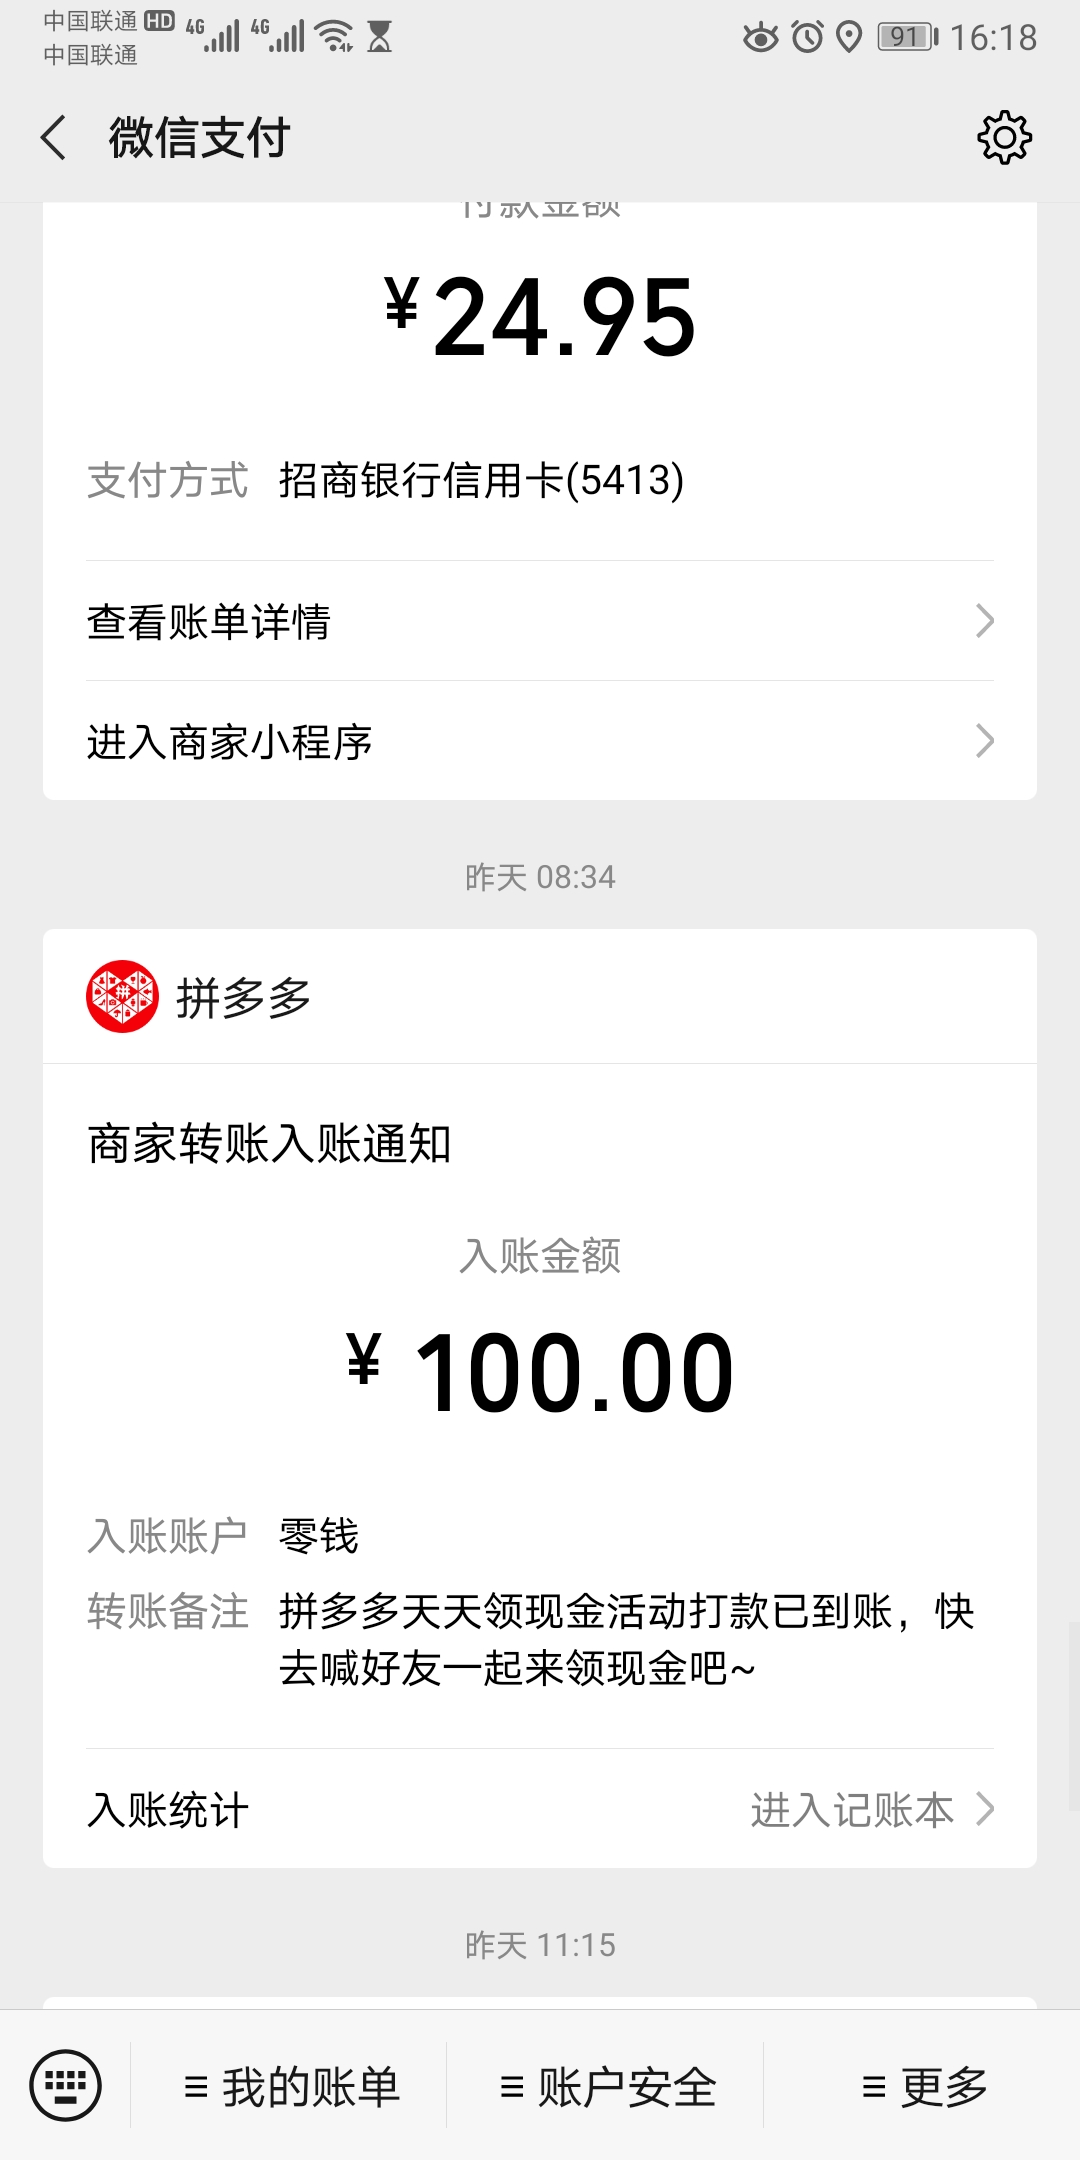 中国联通 HD 4G 4G 91 16:18
中国联通
微信支付
付款金额
¥24.95
支付方式 招商银行信用卡(5413)
查看账单详情
进入商家小程序
昨天 08:34
拼多多
商家转账入账通知
入账金额
¥ 100.00
入账账户 零钱
转账备注 拼多多天天领现金活动打款已到账，快
去喊好友一起来领现金吧~
入账统计 进入记账本
昨天 11:15
我的账单 账户安全 更多